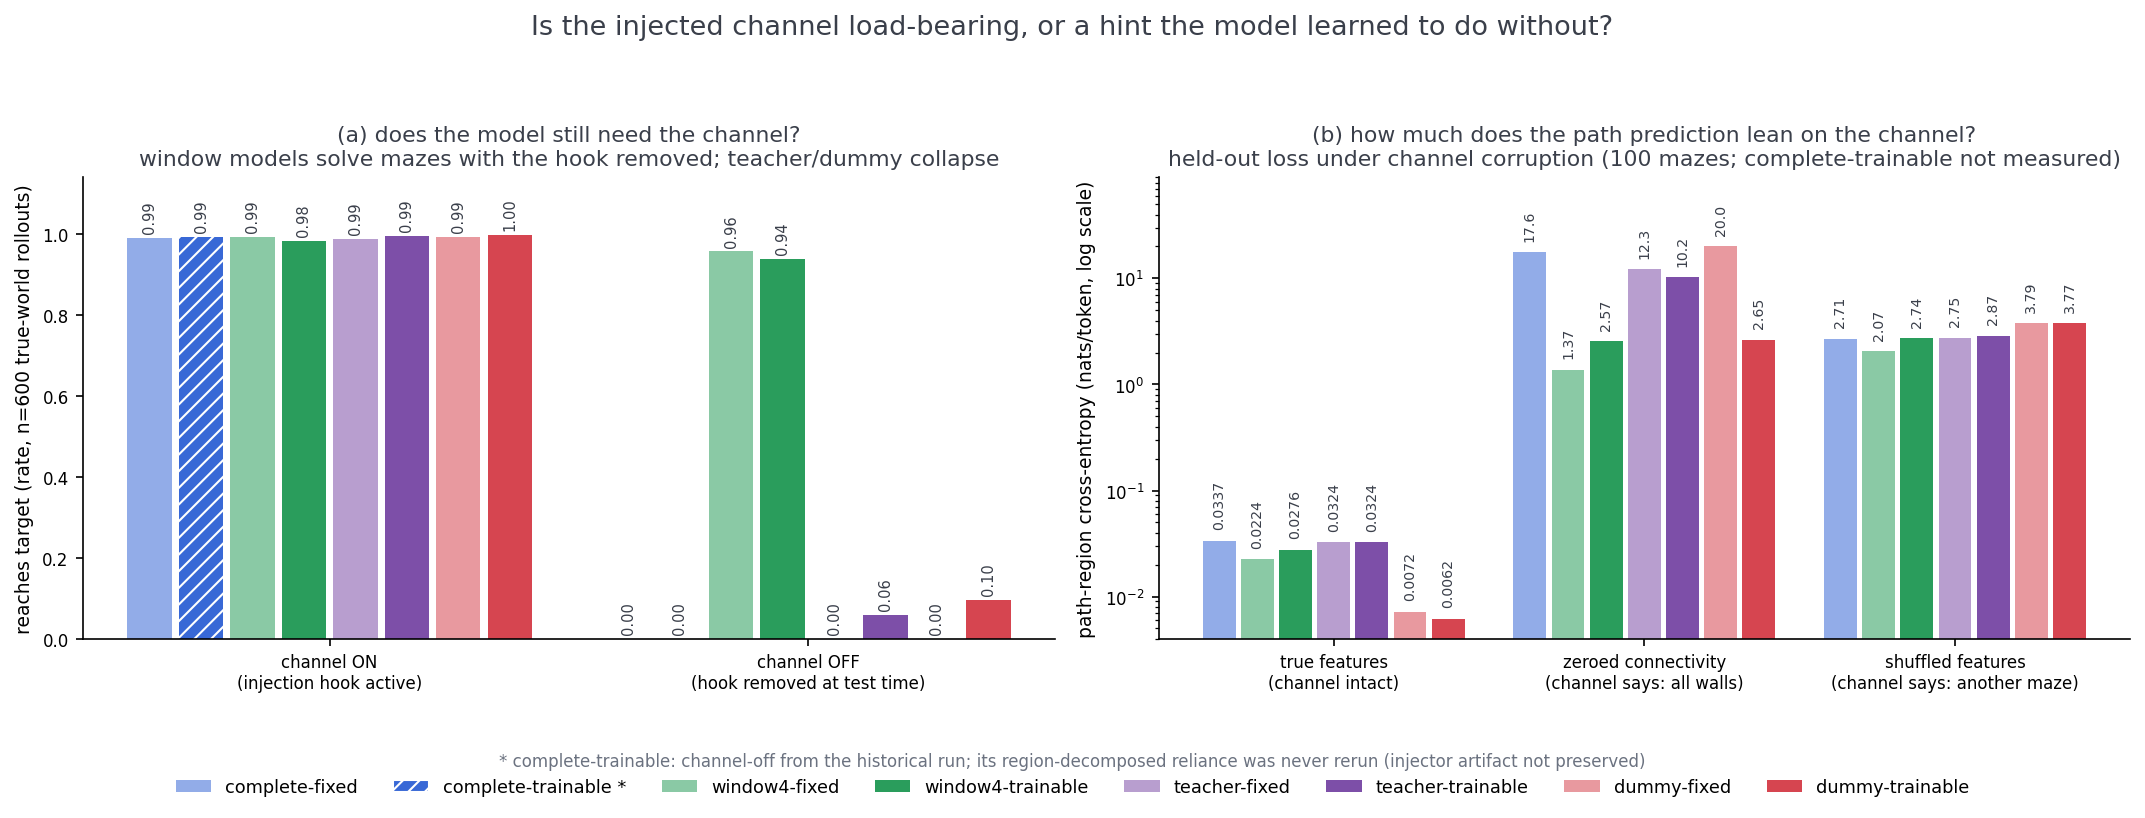 Is the injected channel load-bearing, or a hint the model learned to do without?
(a) does the model still need the channel?
window models solve mazes with the hook removed; teacher/dummy collapse
reaches target (rate, n=600 true-world rollouts)
1.0
0.8
0.6
0.4
0.2
0.0
0.99
0.99
0.99
0.98
0.99
0.99
0.99
1.00
0.00
0.00
0.96
0.94
0.00
0.06
0.00
0.10
channel ON
(injection hook active)
channel OFF
(hook removed at test time)
(b) how much does the path prediction lean on the channel?
held-out loss under channel corruption (100 mazes; complete-trainable not measured)
path-region cross-entropy (nats/token, log scale)
10¹
10⁰
10⁻¹
10⁻²
0.0337
0.0224
0.0276
0.0324
0.0324
0.0072
0.0062
17.6
1.37
2.57
12.3
10.2
20.0
2.65
2.71
2.07
2.74
2.75
2.87
3.79
3.77
true features
(channel intact)
zeroed connectivity
(channel says: all walls)
shuffled features
(channel says: another maze)
* complete-trainable: channel-off from the historical run; its region-decomposed reliance was never rerun (injector artifact not preserved)
complete-fixed
complete-trainable *
window4-fixed
window4-trainable
teacher-fixed
teacher-trainable
dummy-fixed
dummy-trainable